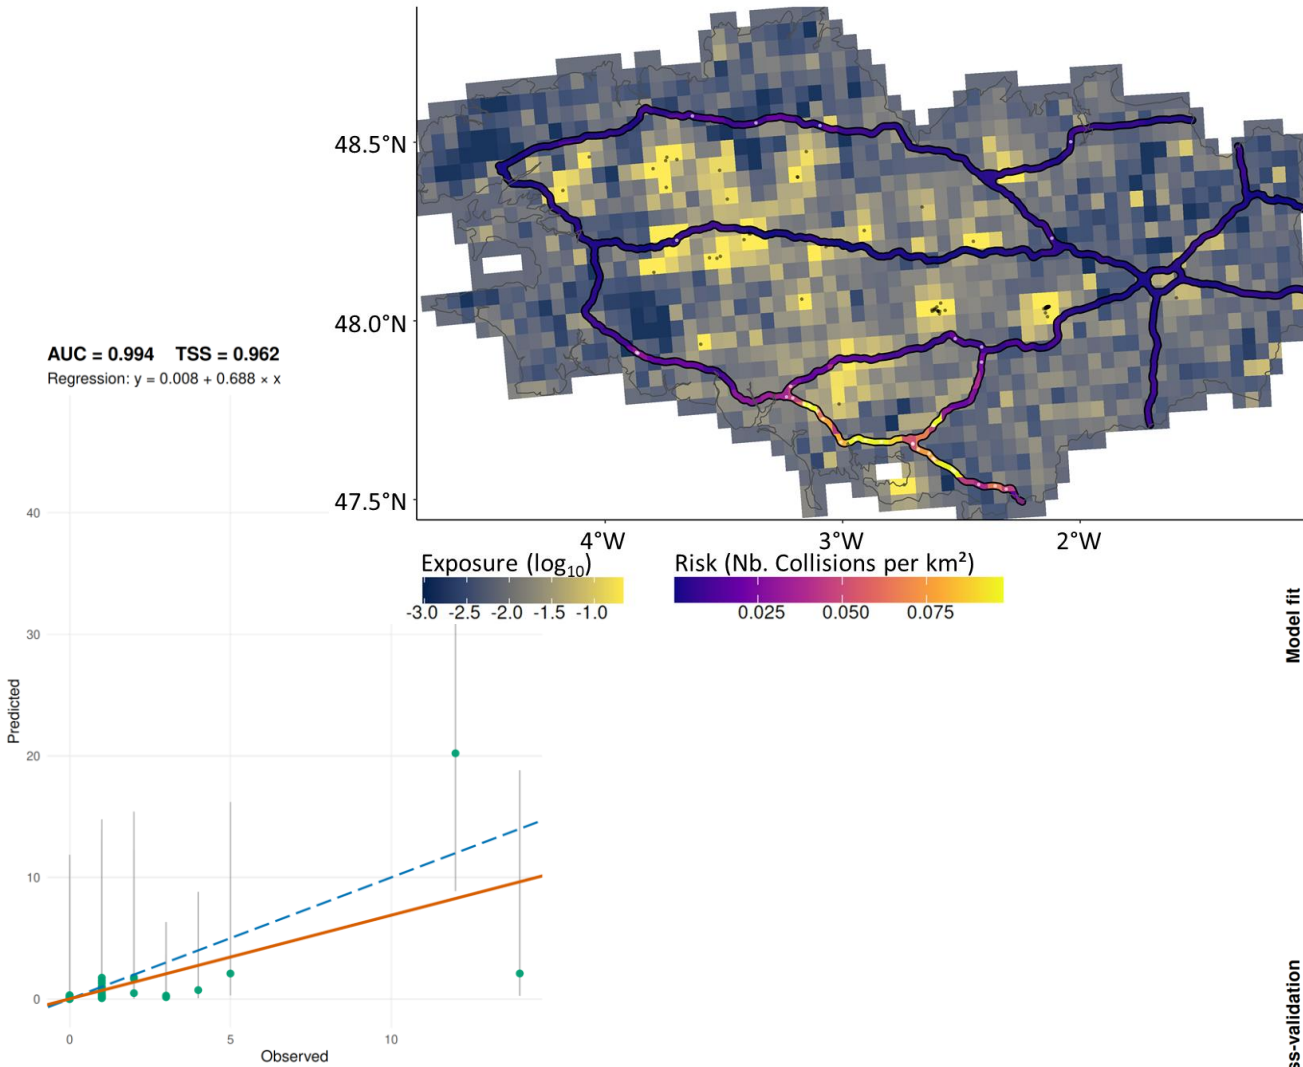 48.5°N
48.0°N
47.5°N
4°W 3°W 2°W
Exposure (log10)
-3.0 -2.5 -2.0 -1.5 -1.0
Risk (Nb. Collisions per km²)
0.025 0.050 0.075
AUC = 0.994 TSS = 0.962
Regression: y = 0.008 + 0.688 × x
40
30
20
10
0
Predicted
0 5 10
Observed
Model fit
ss-validation